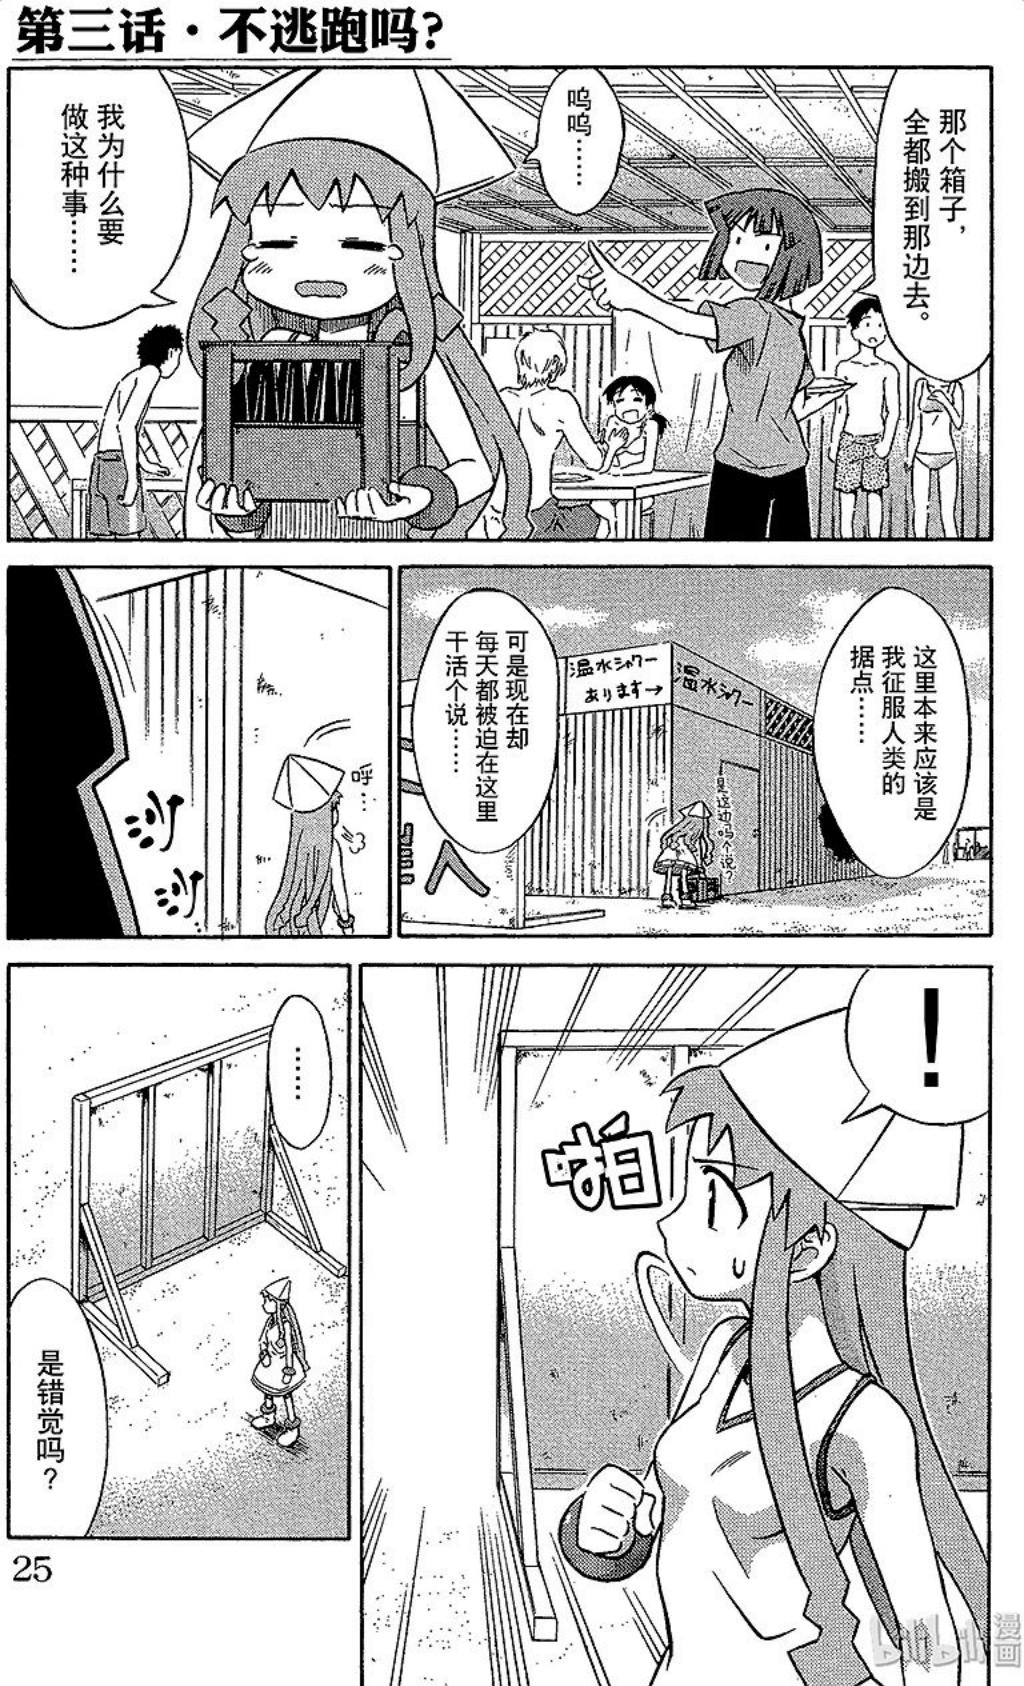 第三话·不逃跑吗?
那个箱子，
全都搬到那边去。
呜
呜……
我为什么要
做这种事……
这里本来应该是
我征服人类的
据点……
可是现在却
每天都被迫在这里
干活个说……
温水シャワー
あります→
温水シャワー
是这边吗个说？
呼…
沙
沙
！
啪
……
是错觉吗？
25
bilibili
漫画